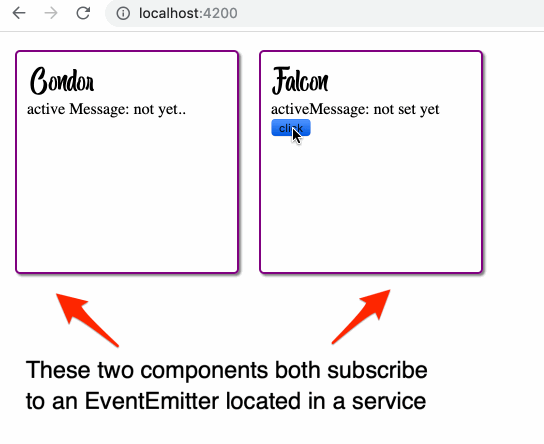 localhost:4200
Condor
active Message: not yet..
Falcon
activeMessage: not set yet
click
These two components both subscribe
to an EventEmitter located in a service